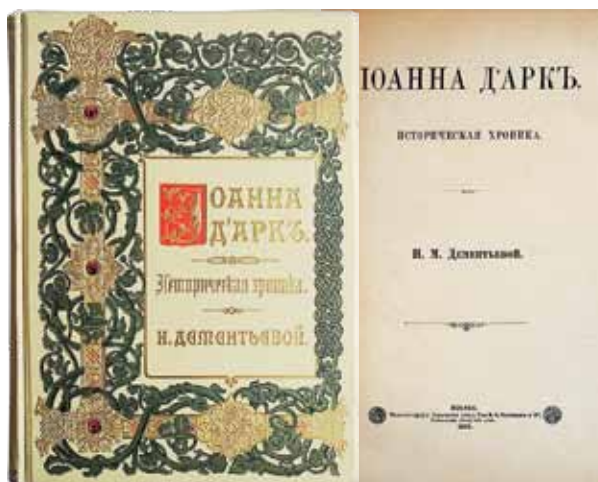 ІОАННА
Д'АРКЪ.
Историческая хроника.
Н. ДЕМЕНТЬЕВОЙ.
ІОАННА Д'АРКЪ.
ИСТОРИЧЕСКАЯ ХРОНИКА.
Н. М. Дементьевой.
МОСКВА.